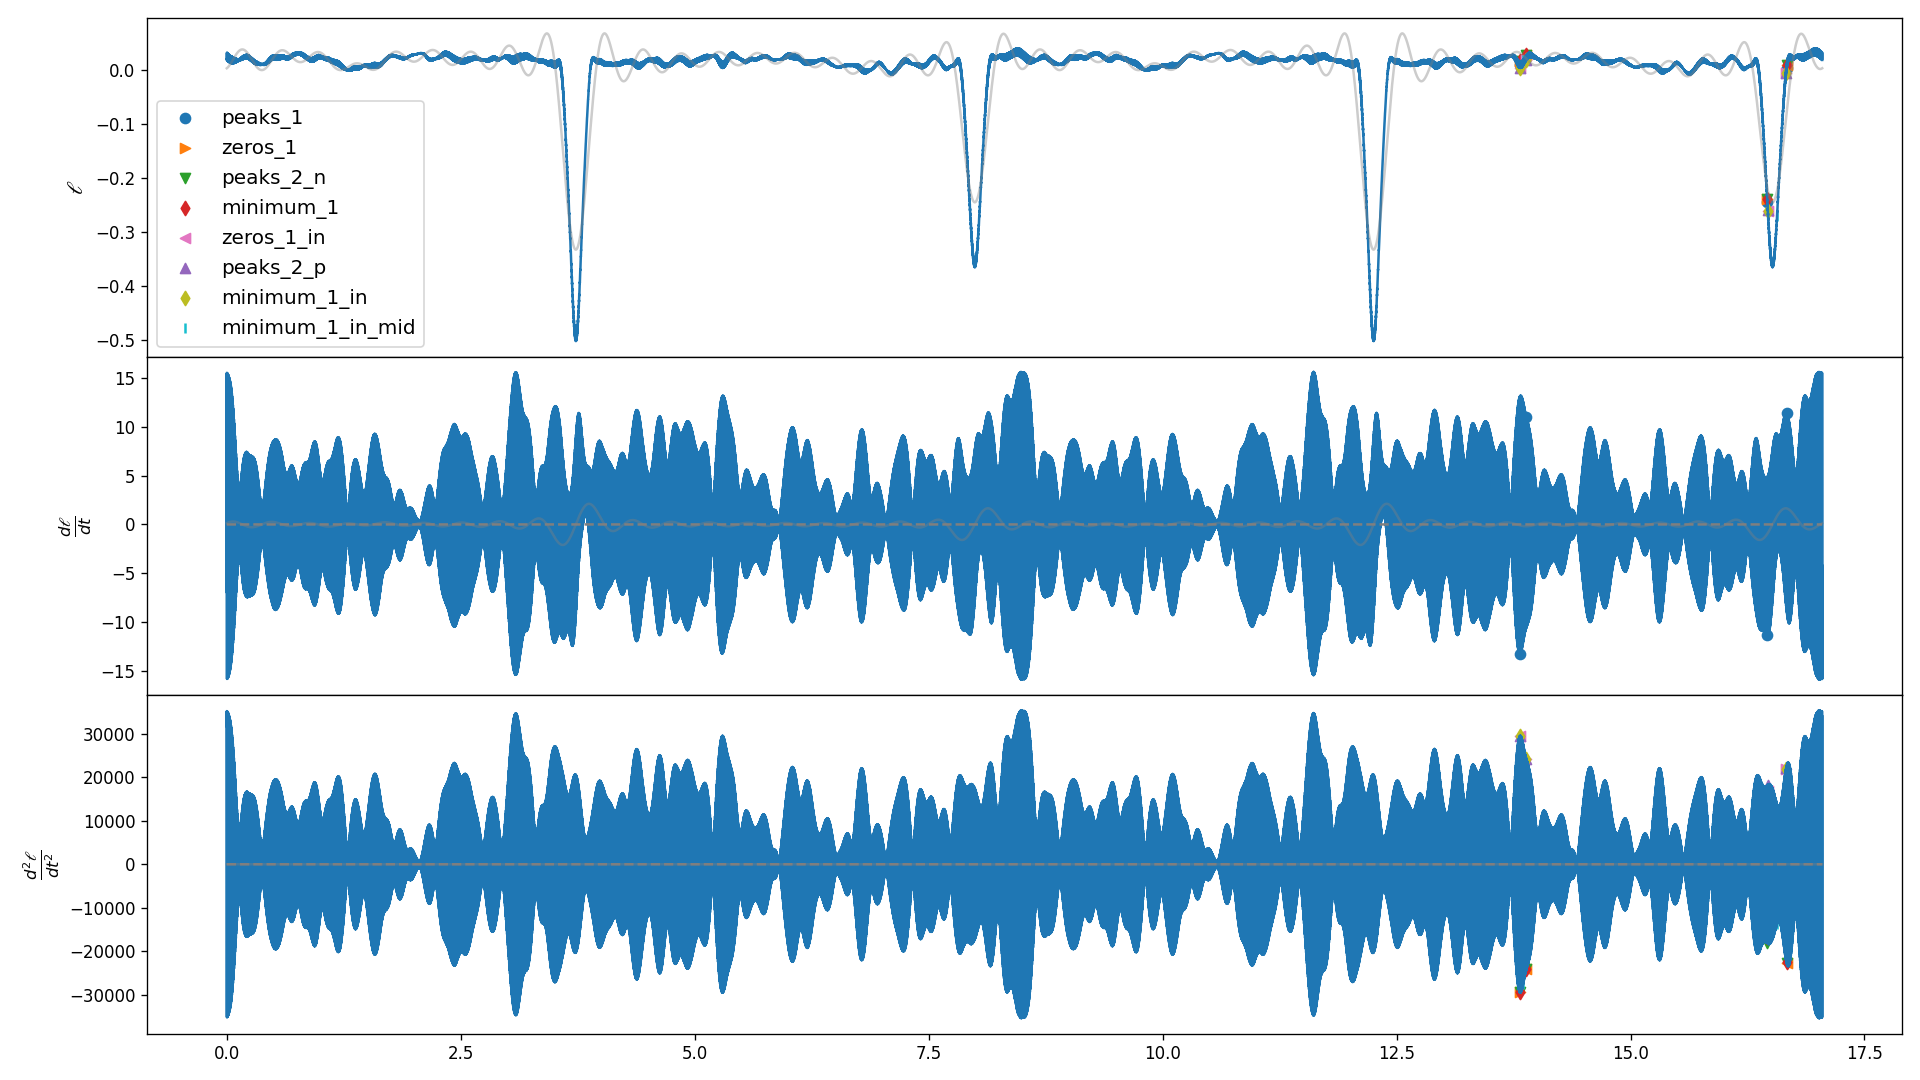 0.0
−0.1
−0.2
−0.3
−0.4
−0.5
ℓ
peaks_1
zeros_1
peaks_2_n
minimum_1
zeros_1_in
peaks_2_p
minimum_1_in
minimum_1_in_mid
15
10
5
0
−5
−10
−15
dℓ/dt
30000
20000
10000
0
−10000
−20000
−30000
d²ℓ/dt²
0.0 2.5 5.0 7.5 10.0 12.5 15.0 17.5